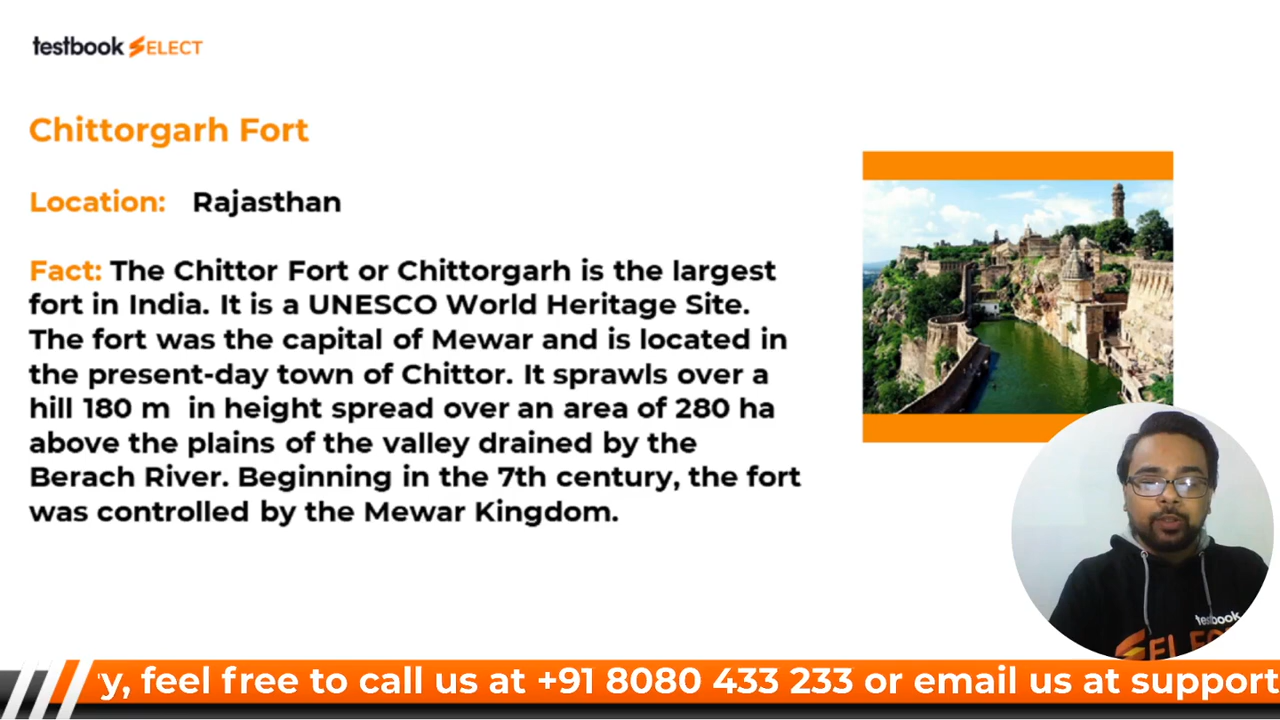 testbook SELECT
Chittorgarh Fort
Location: Rajasthan
Fact: The Chittor Fort or Chittorgarh is the largest
fort in India. It is a UNESCO World Heritage Site.
The fort was the capital of Mewar and is located in
the present-day town of Chittor. It sprawls over a
hill 180 m in height spread over an area of 280 ha
above the plains of the valley drained by the
Berach River. Beginning in the 7th century, the fort
was controlled by the Mewar Kingdom.
testbook
SELECT
y, feel free to call us at +91 8080 433 233 or email us at support